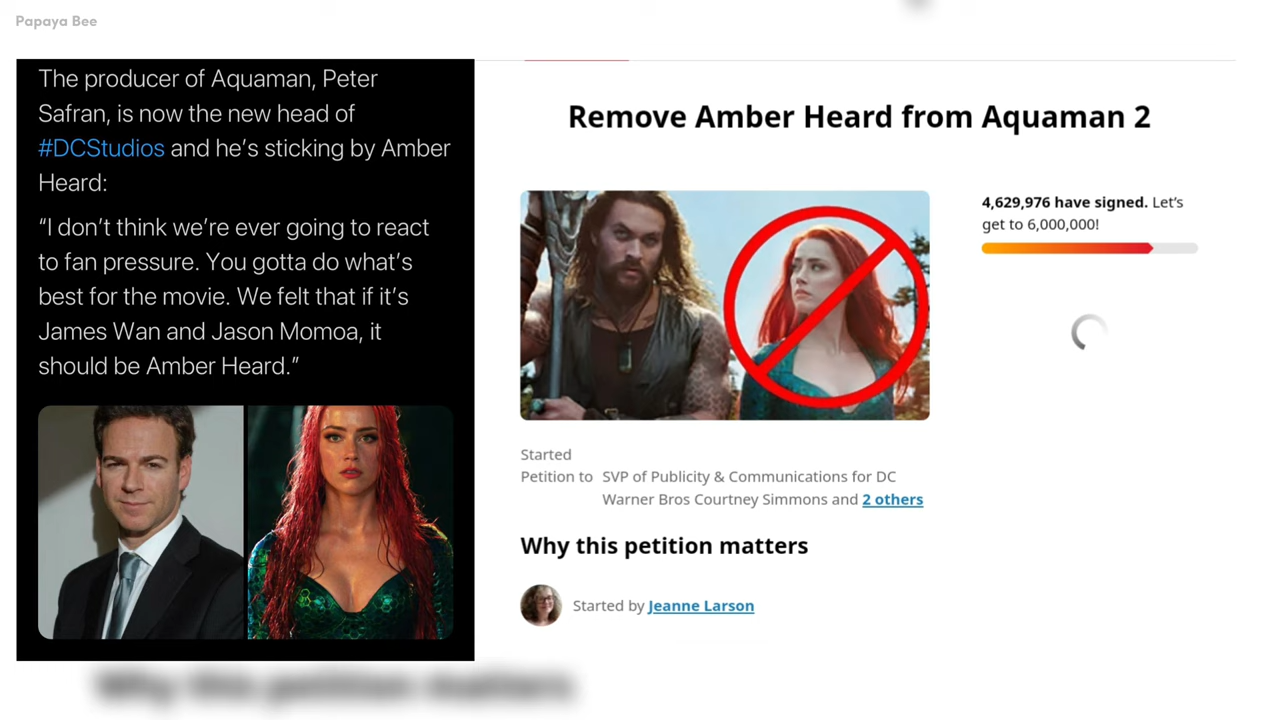 Papaya Bee
The producer of Aquaman, Peter
Safran, is now the new head of
#DCStudios and he's sticking by Amber
Heard:
“I don't think we're ever going to react
to fan pressure. You gotta do what's
best for the movie. We felt that if it's
James Wan and Jason Momoa, it
should be Amber Heard.”
Remove Amber Heard from Aquaman 2
4,629,976 have signed. Let's
get to 6,000,000!
Started
Petition to SVP of Publicity & Communications for DC
Warner Bros Courtney Simmons and 2 others
Why this petition matters
Started by Jeanne Larson
Why this petition matters